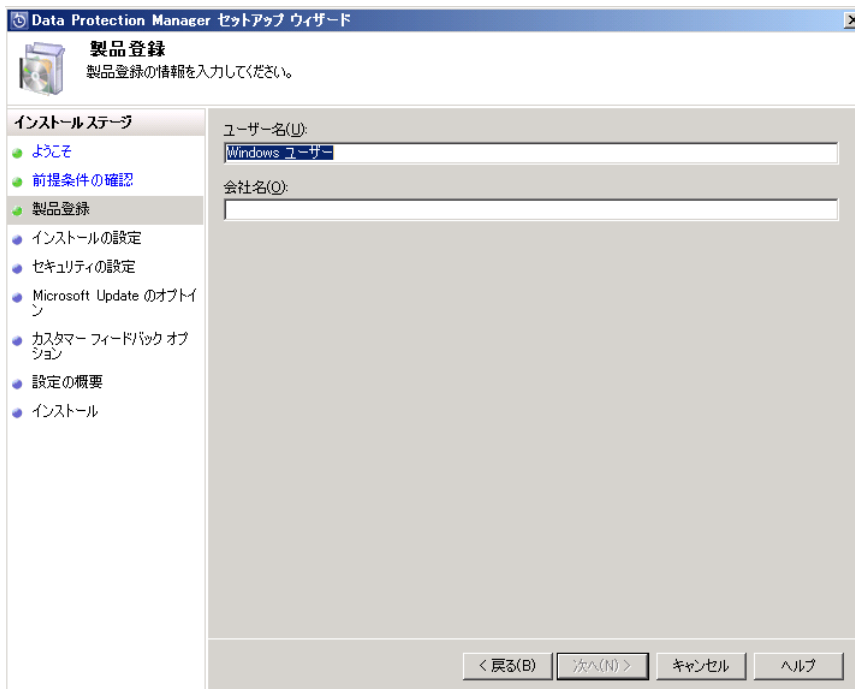 Data Protection Manager セットアップ ウィザード
製品登録
製品登録の情報を入力してください。
インストール ステージ
ようこそ
前提条件の確認
製品登録
インストールの設定
セキュリティの設定
Microsoft Update のオプトイ
ン
カスタマー フィードバック オプ
ション
設定の概要
インストール
ユーザー名(U):
Windows ユーザー
会社名(O):
< 戻る(B)
次へ(N) >
キャンセル
ヘルプ